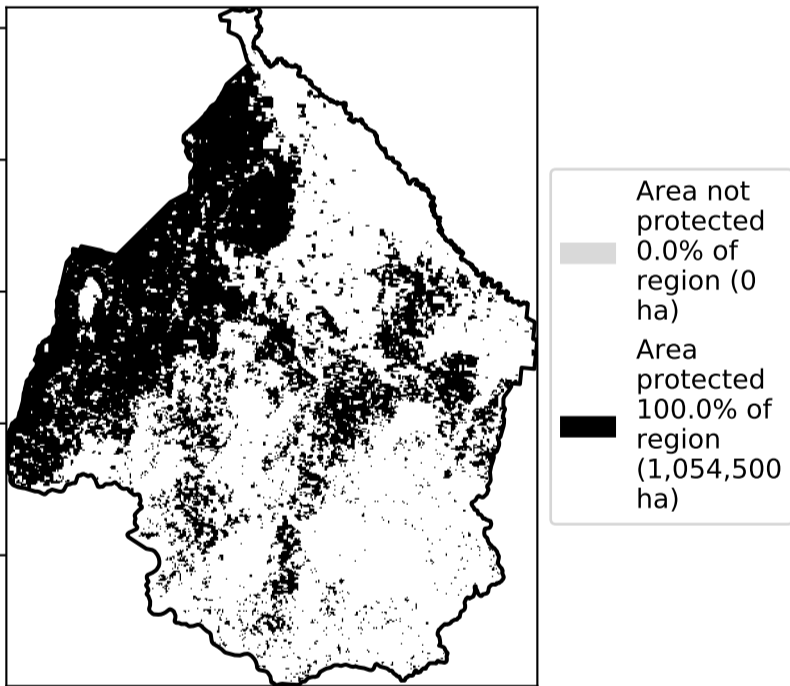 Area not
protected
0.0% of
region (0
ha)
Area
protected
100.0% of
region
(1,054,500
ha)